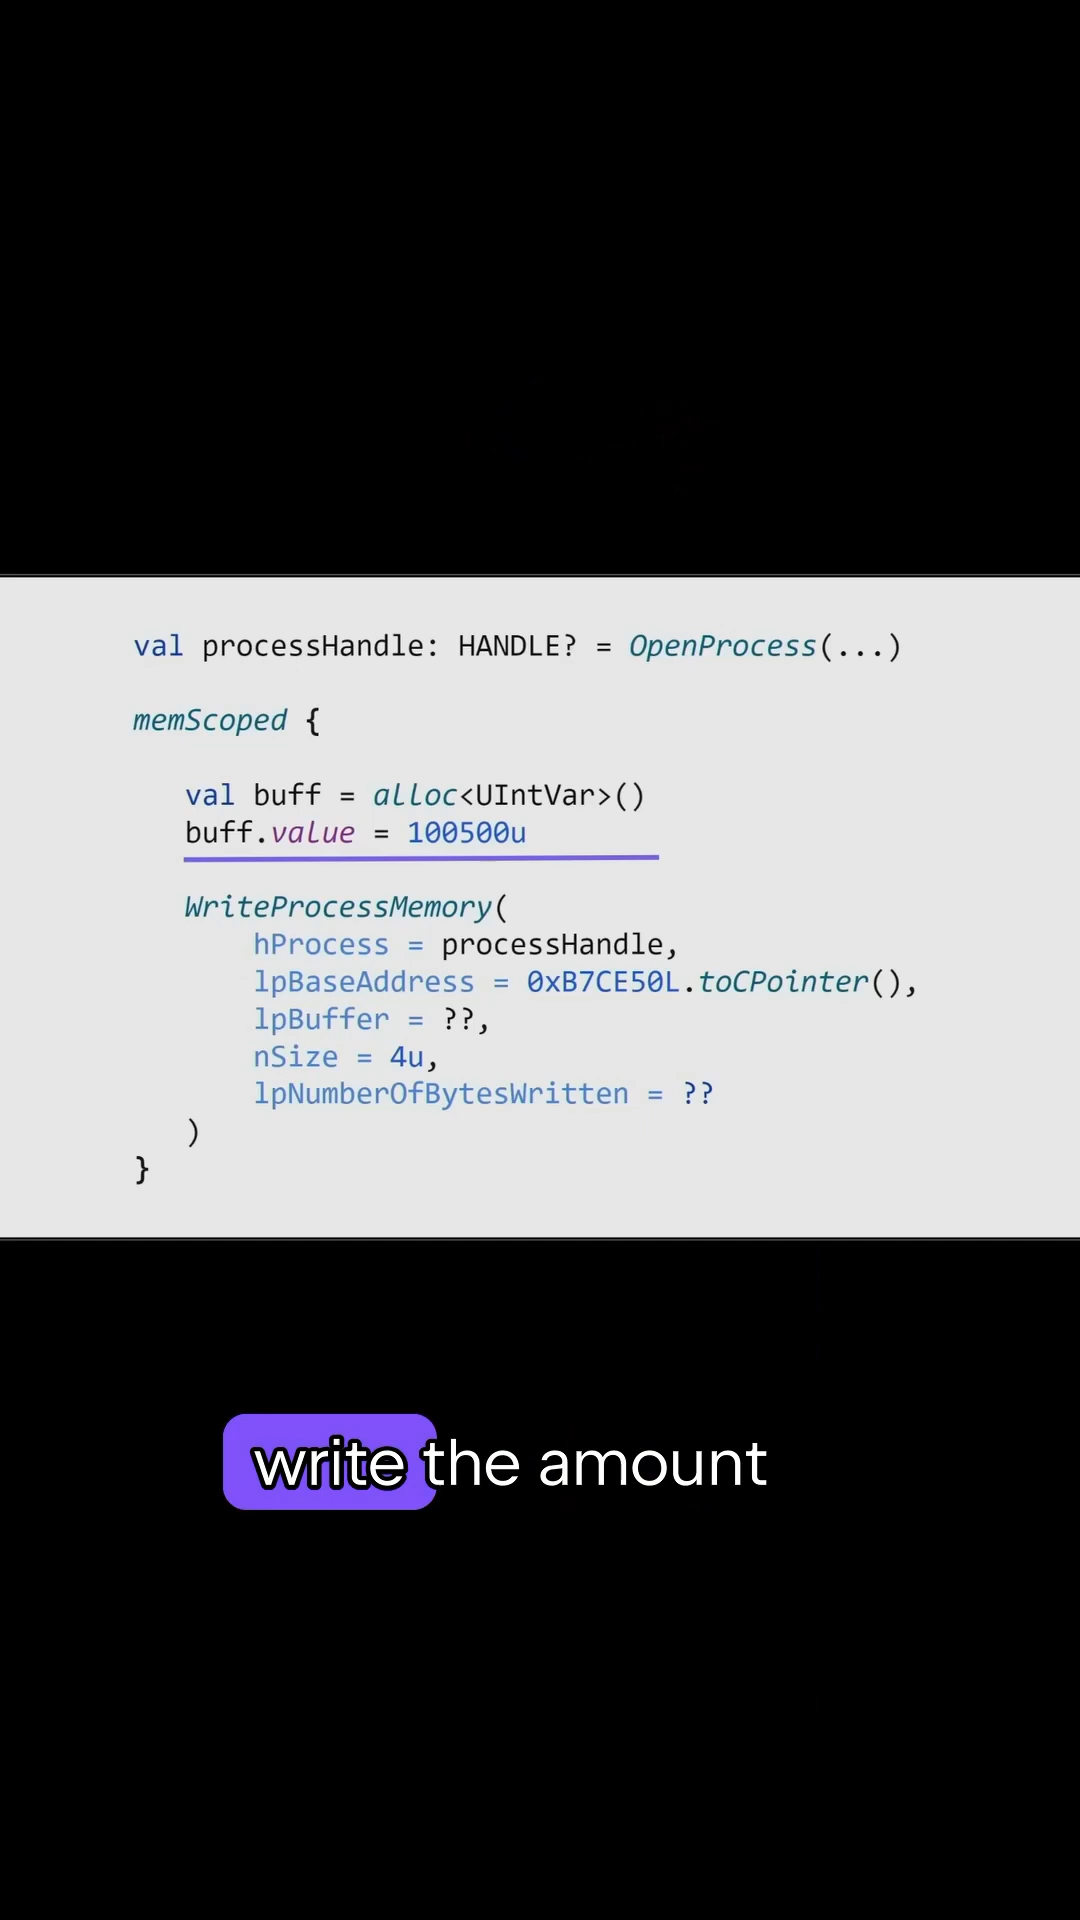 val processHandle: HANDLE? = OpenProcess(...)
memScoped {
val buff = alloc<UIntVar>()
buff.value = 100500u
WriteProcessMemory(
hProcess = processHandle,
lpBaseAddress = 0xB7CE50L.toCPointer(),
lpBuffer = ??,
nSize = 4u,
lpNumberOfBytesWritten = ??
)
}
write the amount